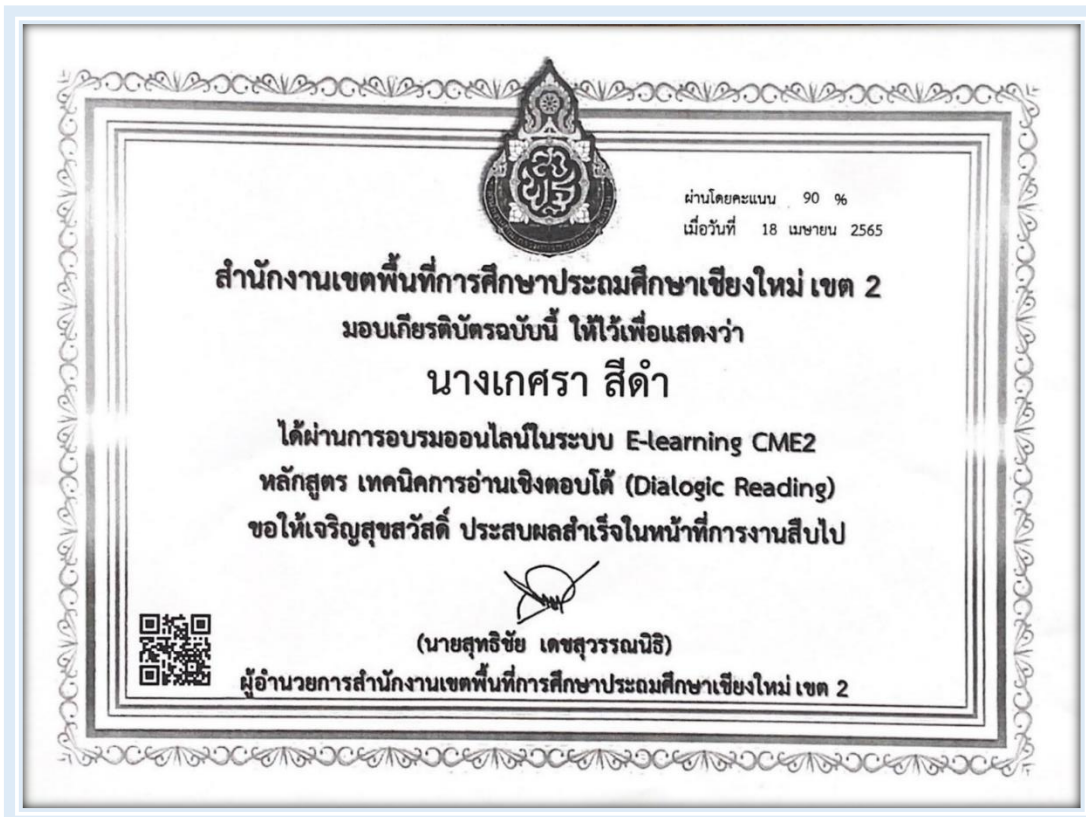 ผ่านโดยคะแนน 90 %
เมื่อวันที่ 18 เมษายน 2565
สำนักงานเขตพื้นที่การศึกษาประถมศึกษาเชียงใหม่ เขต 2
มอบเกียรติบัตรฉบับนี้ ให้ไว้เพื่อแสดงว่า
นางเกศรา สีดำ
ได้ผ่านการอบรมออนไลน์ในระบบ E-learning CME2
หลักสูตร เทคนิคการอ่านเชิงตอบโต้ (Dialogic Reading)
ขอให้เจริญสุขสวัสดิ์ ประสบผลสำเร็จในหน้าที่การงานสืบไป
(นายสุทธิชัย เดชสุวรรณนิธิ)
ผู้อำนวยการสำนักงานเขตพื้นที่การศึกษาประถมศึกษาเชียงใหม่ เขต 2